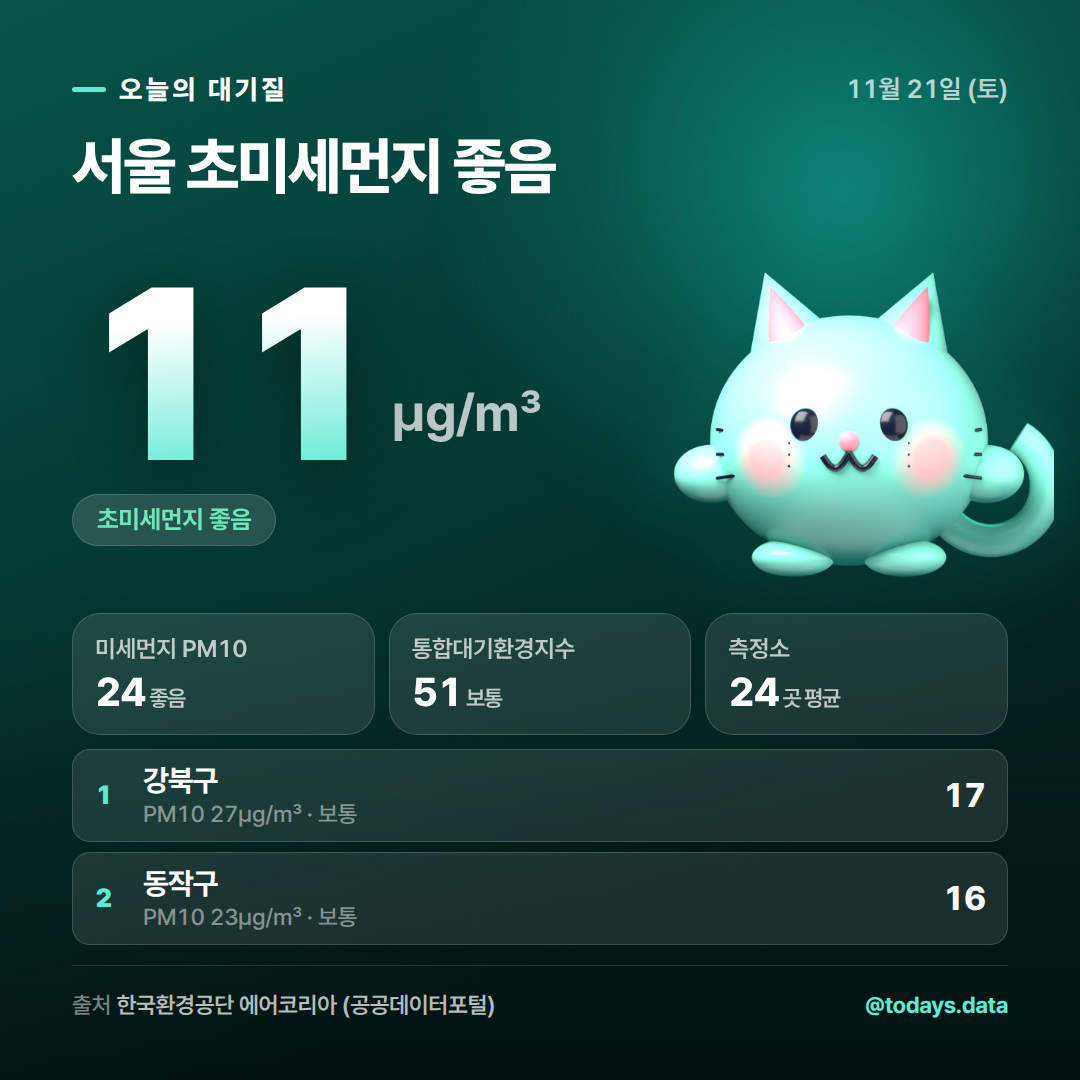 오늘의 대기질
11월 21일 (토)
서울 초미세먼지 좋음
11 µg/m³
초미세먼지 좋음
미세먼지 PM10
24 좋음
통합대기환경지수
51 보통
측정소
24 곳 평균
1 강북구
PM10 27µg/m³ · 보통
17
2 동작구
PM10 23µg/m³ · 보통
16
출처 한국환경공단 에어코리아 (공공데이터포털)
@todays.data